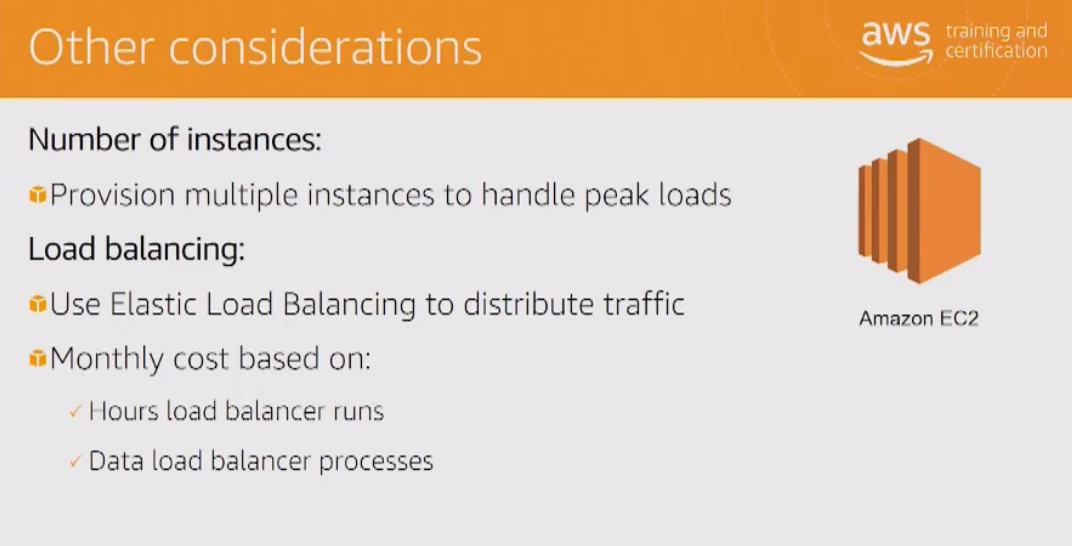 Other considerations
aws training and certification
Number of instances:
Provision multiple instances to handle peak loads
Load balancing:
Use Elastic Load Balancing to distribute traffic
Monthly cost based on:
Hours load balancer runs
Data load balancer processes
Amazon EC2